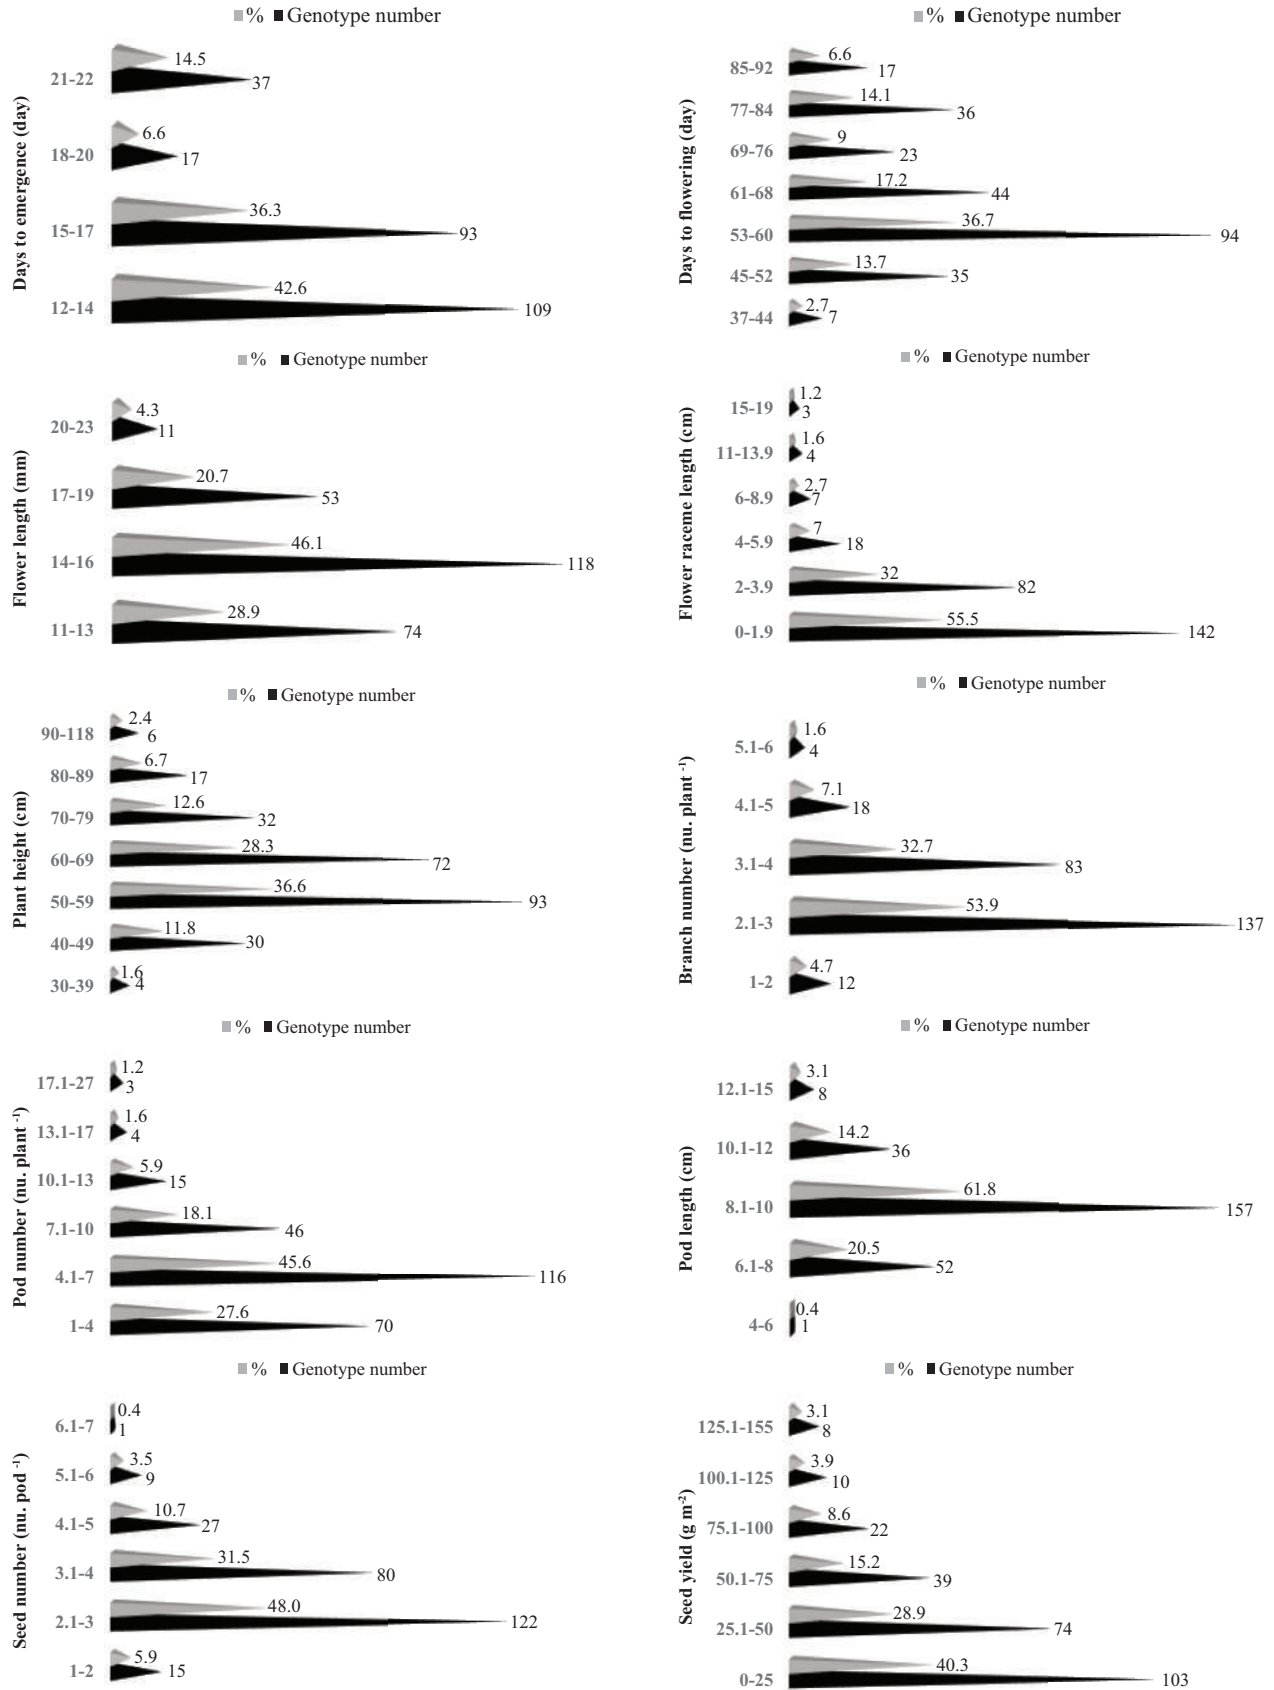 % Genotype number
Days to emergence (day)
21-22 14.5 37
18-20 6.6 17
15-17 36.3 93
12-14 42.6 109
% Genotype number
Days to flowering (day)
85-92 6.6 17
77-84 14.1 36
69-76 9 23
61-68 17.2 44
53-60 36.7 94
45-52 13.7 35
37-44 2.7 7
% Genotype number
Flower length (mm)
20-23 4.3 11
17-19 20.7 53
14-16 46.1 118
11-13 28.9 74
% Genotype number
Flower raceme length (cm)
15-19 1.2 3
11-13.9 1.6 4
6-8.9 2.7 7
4-5.9 7 18
2-3.9 32 82
0-1.9 55.5 142
% Genotype number
Plant height (cm)
90-118 2.4 6
80-89 6.7 17
70-79 12.6 32
60-69 28.3 72
50-59 36.6 93
40-49 11.8 30
30-39 1.6 4
% Genotype number
Branch number (nu. plant ⁻¹)
5.1-6 1.6 4
4.1-5 7.1 18
3.1-4 32.7 83
2.1-3 53.9 137
1-2 4.7 12
% Genotype number
Pod number (nu. plant ⁻¹)
17.1-27 1.2 3
13.1-17 1.6 4
10.1-13 5.9 15
7.1-10 18.1 46
4.1-7 45.6 116
1-4 27.6 70
% Genotype number
Pod length (cm)
12.1-15 3.1 8
10.1-12 14.2 36
8.1-10 61.8 157
6.1-8 20.5 52
4-6 0.4 1
% Genotype number
Seed number (nu. pod ⁻¹)
6.1-7 0.4 1
5.1-6 3.5 9
4.1-5 10.7 27
3.1-4 31.5 80
2.1-3 48.0 122
1-2 5.9 15
% Genotype number
Seed yield (g m⁻²)
125.1-155 3.1 8
100.1-125 3.9 10
75.1-100 8.6 22
50.1-75 15.2 39
25.1-50 28.9 74
0-25 40.3 103